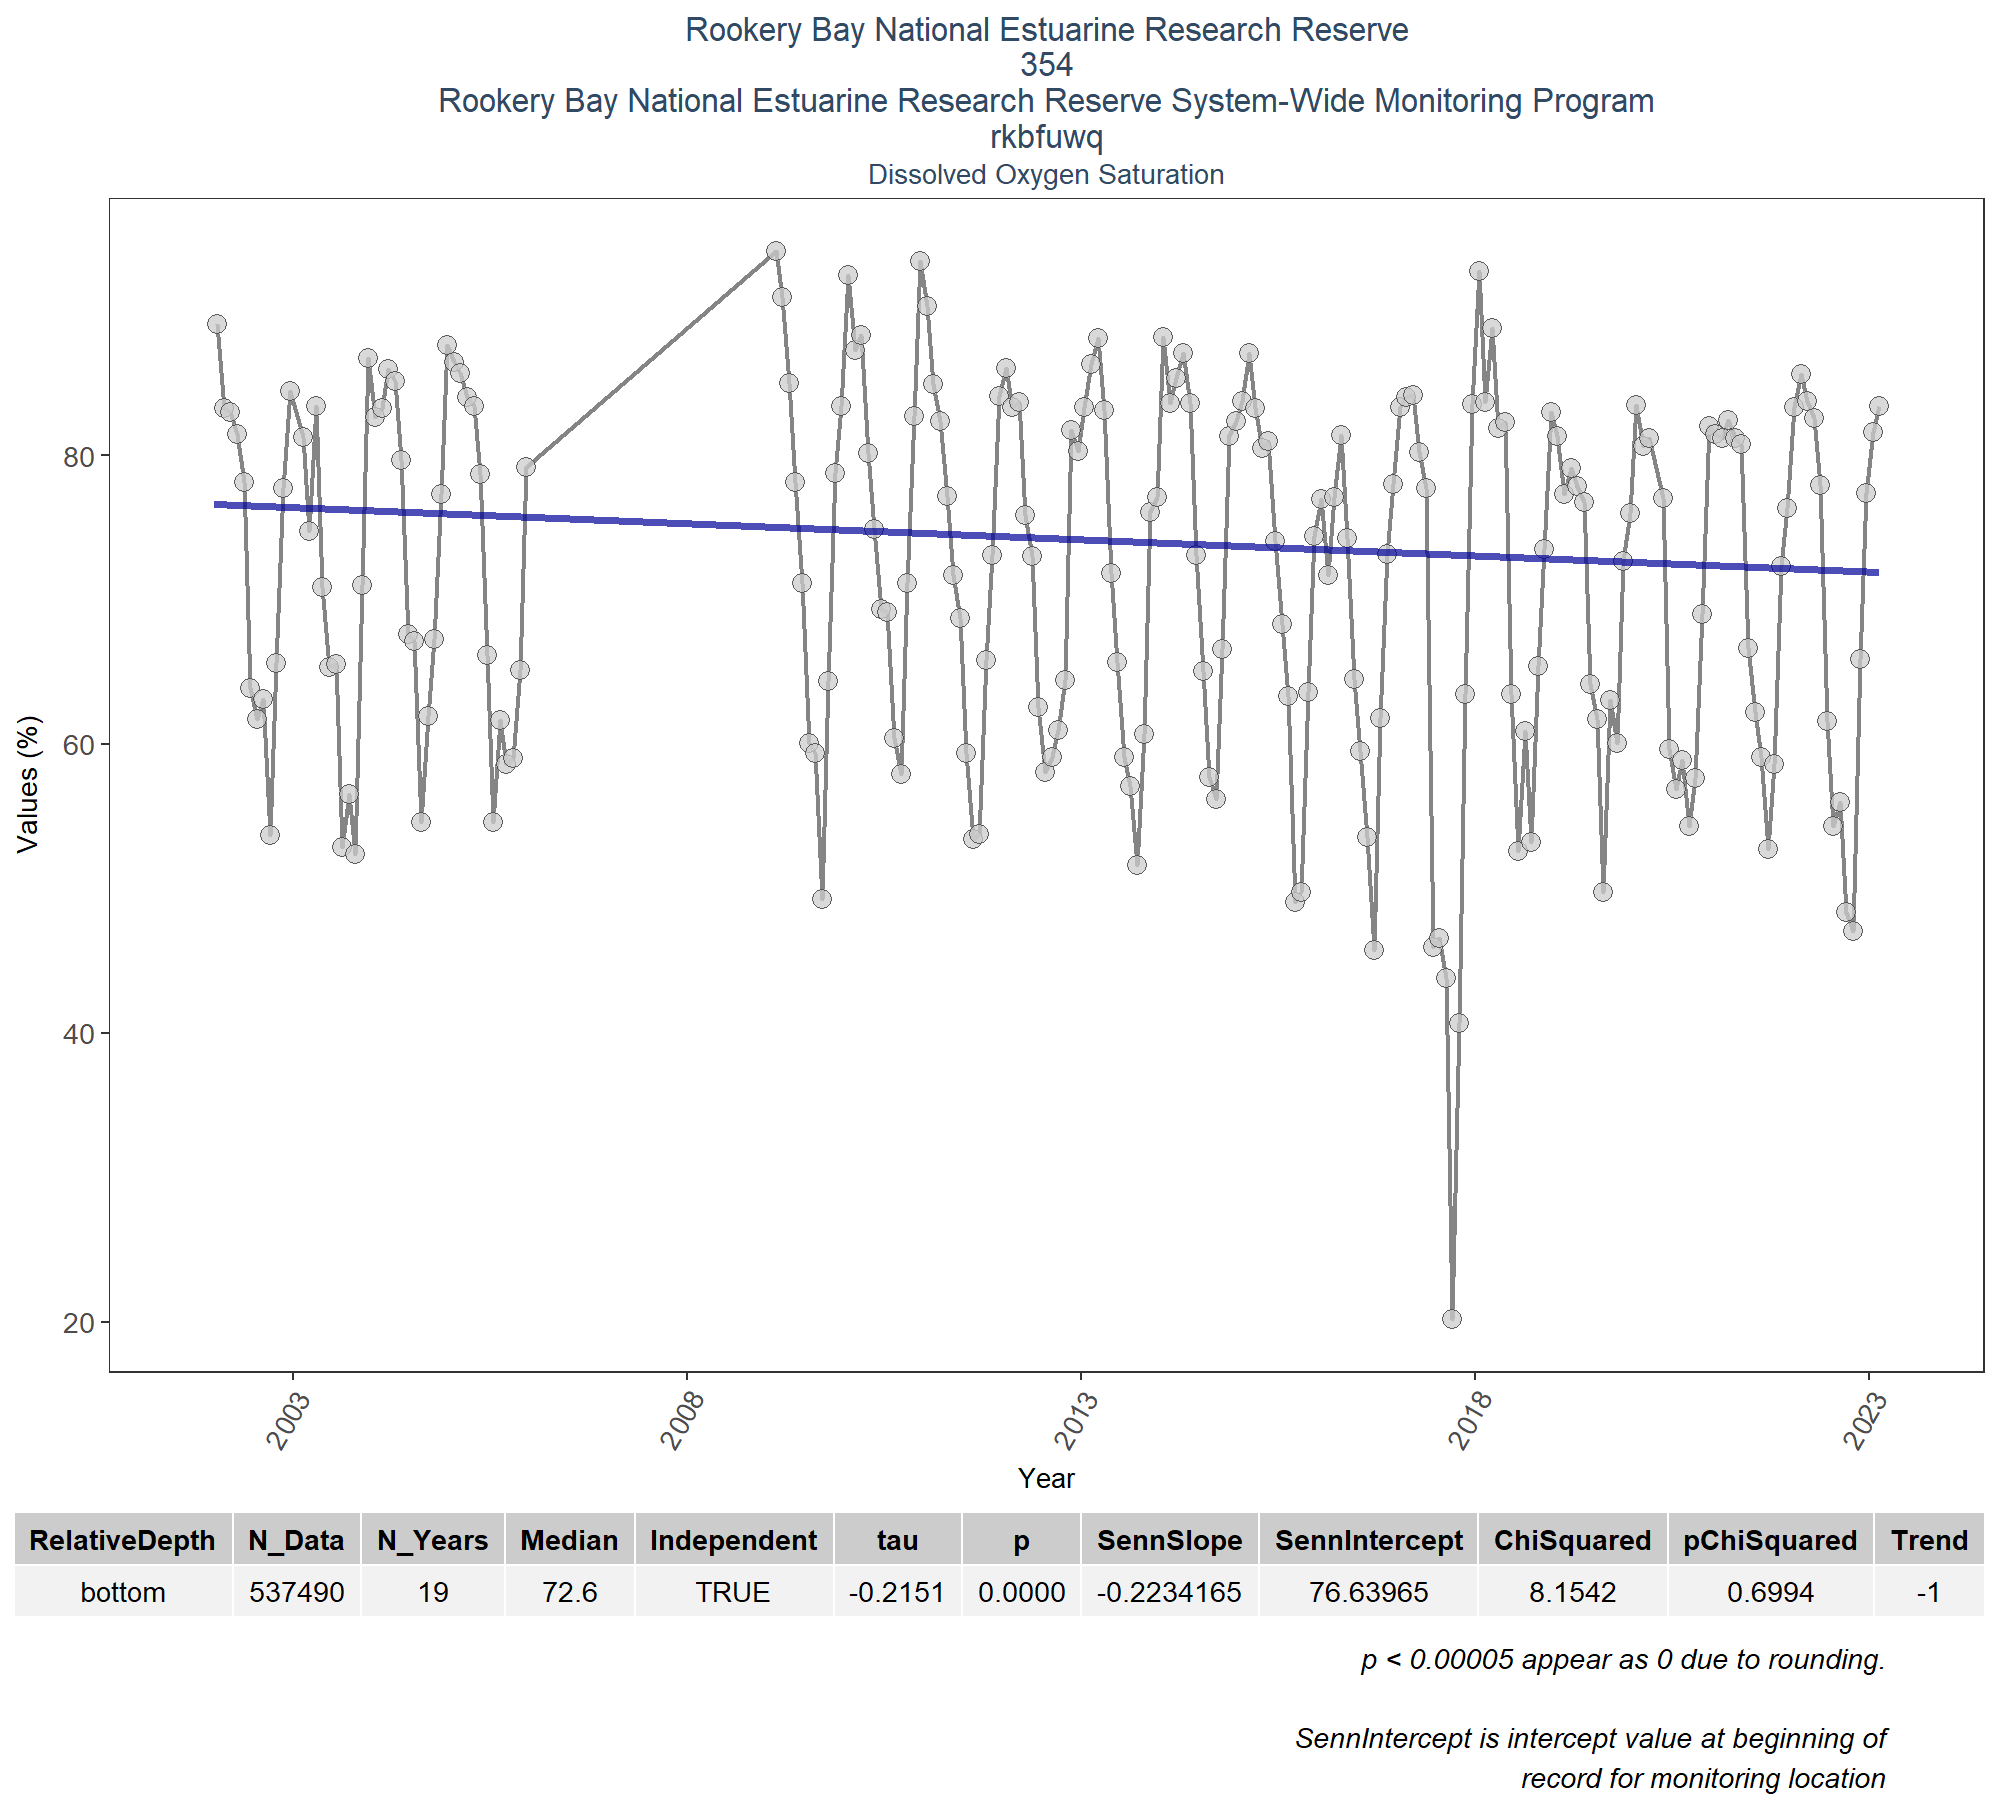 Rookery Bay National Estuarine Research Reserve
354
Rookery Bay National Estuarine Research Reserve System-Wide Monitoring Program
rkbfuwq
Dissolved Oxygen Saturation
Values (%)
80
60
40
20
2003 2008 2013 2018 2023
Year
RelativeDepth N_Data N_Years Median Independent tau p SennSlope SennIntercept ChiSquared pChiSquared Trend
bottom 537490 19 72.6 TRUE -0.2151 0.0000 -0.2234165 76.63965 8.1542 0.6994 -1
p < 0.00005 appear as 0 due to rounding.
SennIntercept is intercept value at beginning of
record for monitoring location